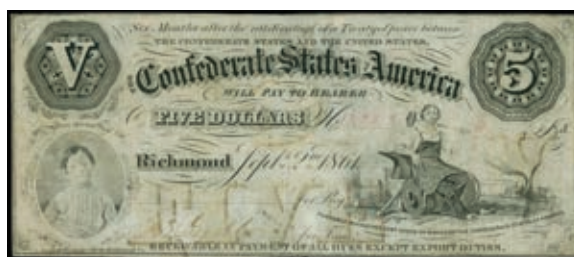 Six Months after the ratification of a Treaty of Peace between
THE CONFEDERATE STATES AND THE UNITED STATES,
V
THE Confederate States America
5
WILL PAY TO BEARER
FIVE DOLLARS
Richmond Sept. 2nd 1861
RECEIVABLE IN PAYMENT OF ALL DUES EXCEPT EXPORT DUTIES.